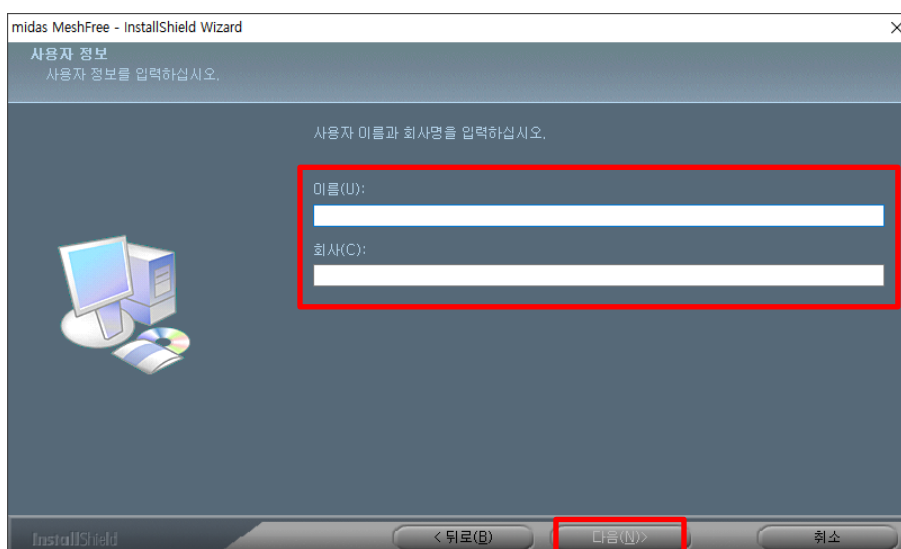 midas MeshFree - InstallShield Wizard
사용자 정보
사용자 정보를 입력하십시오.
사용자 이름과 회사명을 입력하십시오.
이름(U):
회사(C):
InstallShield
< 뒤로(B)
다음(N)>
취소